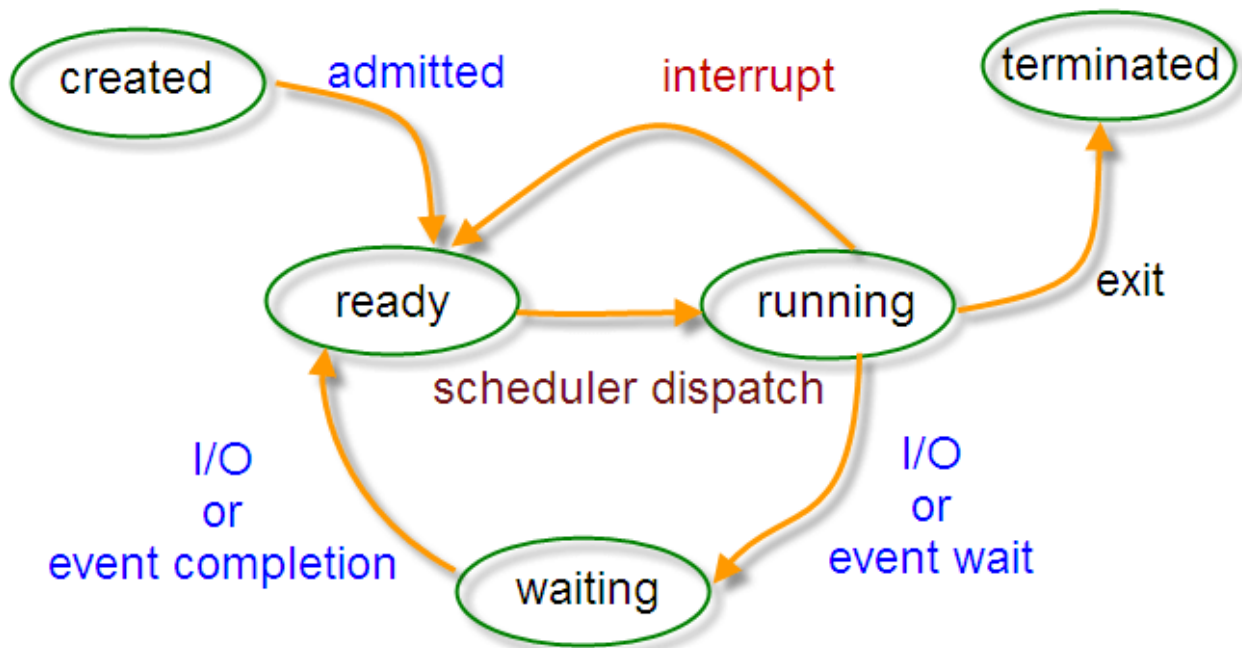 created
admitted
interrupt
terminated
ready
running
exit
scheduler dispatch
I/O
or
event completion
I/O
or
event wait
waiting